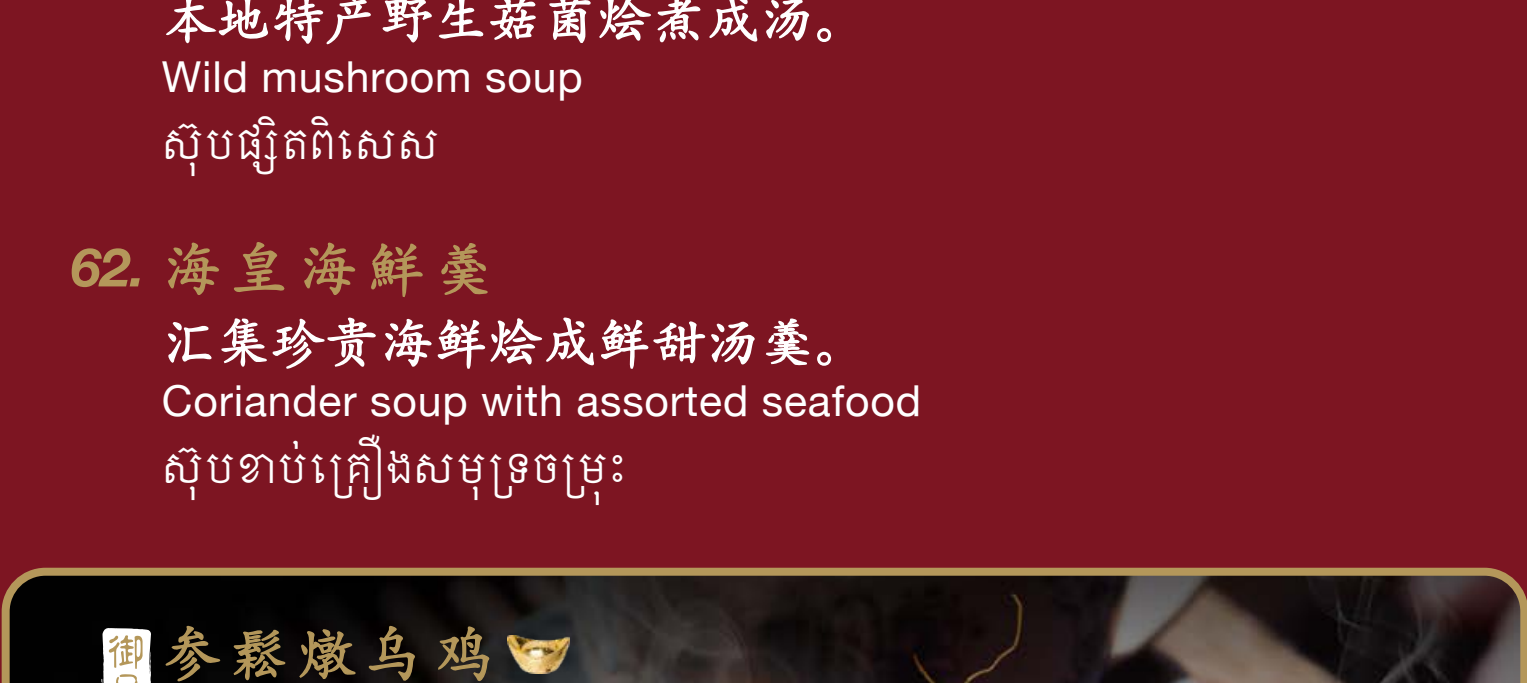 本地特产野生菇菌烩煮成汤。
Wild mushroom soup
ស៊ុបផ្សិតពិសេស
62. 海皇海鮮羹
汇集珍贵海鲜烩成鲜甜汤羹。
Coriander soup with assorted seafood
ស៊ុបខាប់គ្រឿងសមុទ្រចម្រុះ
御
参鬆燉乌鸡